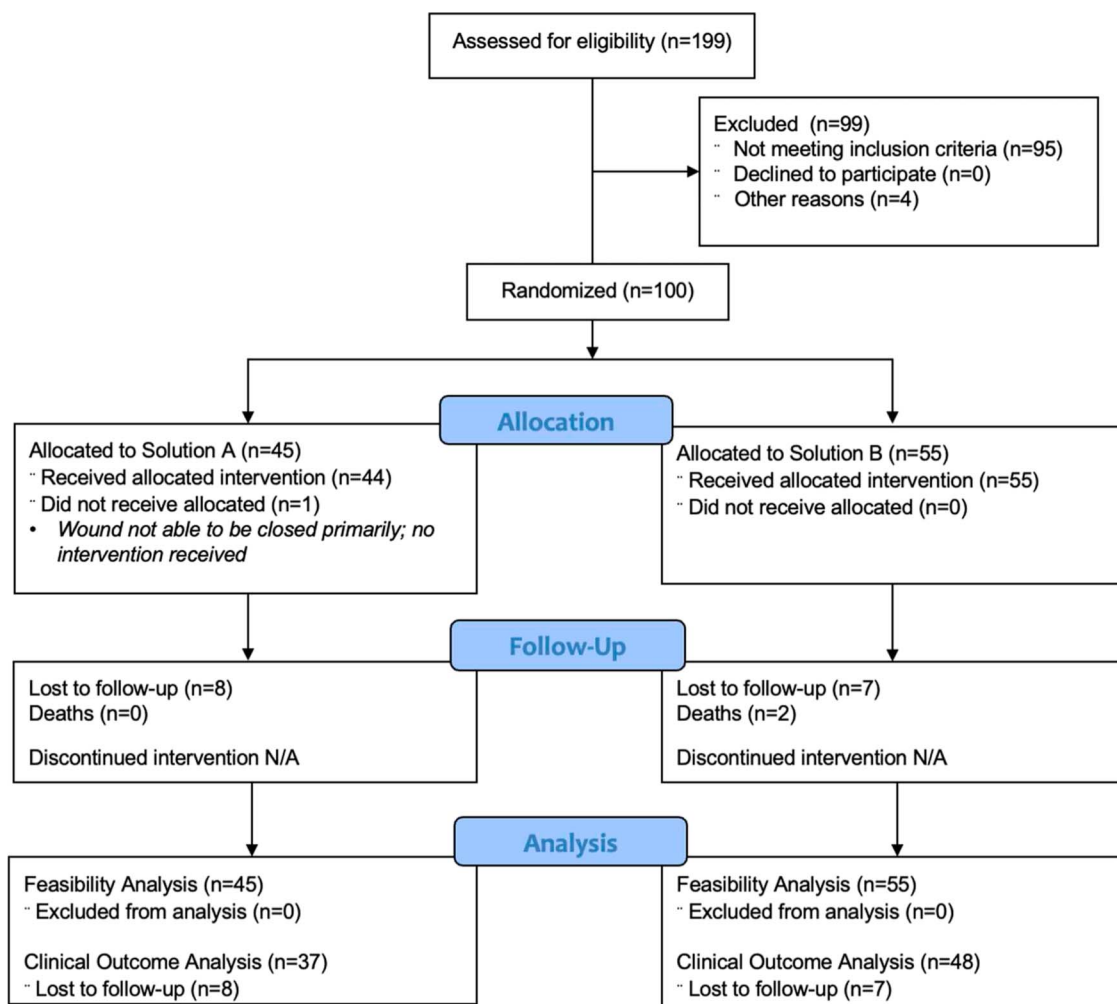 Assessed for eligibility (n=199)
Excluded  (n=99)
¨ Not meeting inclusion criteria (n=95)
¨ Declined to participate (n=0)
¨ Other reasons (n=4)
Randomized (n=100)
Allocation
Allocated to Solution A (n=45)
¨ Received allocated intervention (n=44)
¨ Did not receive allocated (n=1)
• Wound not able to be closed primarily; no
intervention received
Allocated to Solution B (n=55)
¨ Received allocated intervention (n=55)
¨ Did not receive allocated (n=0)
Follow-Up
Lost to follow-up (n=8)
Deaths (n=0)
Discontinued intervention N/A
Lost to follow-up (n=7)
Deaths (n=2)
Discontinued intervention N/A
Analysis
Feasibility Analysis (n=45)
¨ Excluded from analysis (n=0)
Clinical Outcome Analysis (n=37)
¨ Lost to follow-up (n=8)
Feasibility Analysis (n=55)
¨ Excluded from analysis (n=0)
Clinical Outcome Analysis (n=48)
¨ Lost to follow-up (n=7)